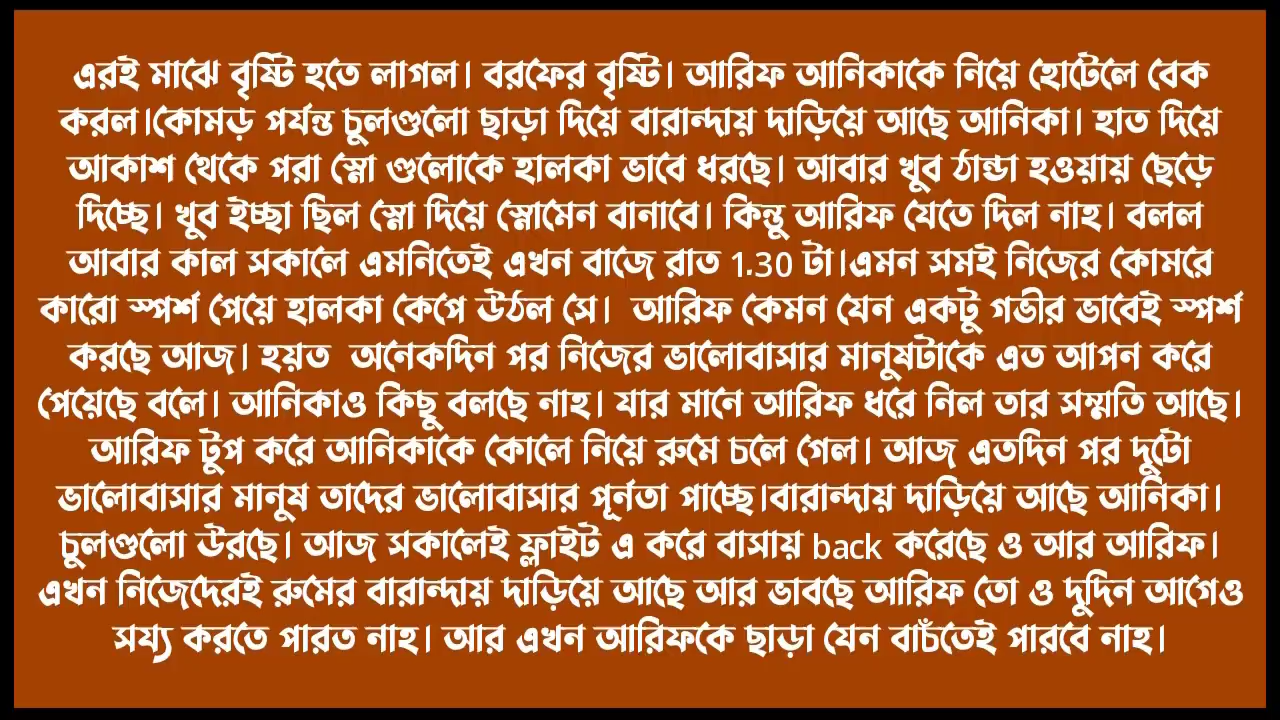 এরই মাঝে বৃষ্টি হতে লাগল। বরফের বৃষ্টি। আরিফ আনিকাকে নিয়ে হোটেলে বেক
করল।কোমড় পর্যন্ত চুলগুলো ছাড়া দিয়ে বারান্দায় দাড়িয়ে আছে আনিকা। হাত দিয়ে
আকাশ থেকে পরা স্নো গুলোকে হালকা ভাবে ধরছে। আবার খুব ঠান্ডা হওয়ায় ছেড়ে
দিচ্ছে। খুব ইচ্ছা ছিল স্নো দিয়ে স্নোমেন বানাবে। কিন্তু আরিফ যেতে দিল নাহ। বলল
আবার কাল সকালে এমনিতেই এখন বাজে রাত 1.30 টা।এমন সমই নিজের কোমরে
কারো স্পর্শ পেয়ে হালকা কেপে উঠল সে। আরিফ কেমন যেন একটু গভীর ভাবেই স্পর্শ
করছে আজ। হয়ত অনেকদিন পর নিজের ভালোবাসার মানুষটাকে এত আপন করে
পেয়েছে বলে। আনিকাও কিছু বলছে নাহ। যার মানে আরিফ ধরে নিল তার সম্মতি আছে।
আরিফ টুপ করে আনিকাকে কোলে নিয়ে রুমে চলে গেল। আজ এতদিন পর দুটো
ভালোবাসার মানুষ তাদের ভালোবাসার পূর্নতা পাচ্ছে।বারান্দায় দাড়িয়ে আছে আনিকা।
চুলগুলো উরছে। আজ সকালেই ফ্লাইট এ করে বাসায় back করেছে ও আর আরিফ।
এখন নিজেদেরই রুমের বারান্দায় দাড়িয়ে আছে আর ভাবছে আরিফ তো ও দুদিন আগেও
সয্য করতে পারত নাহ। আর এখন আরিফকে ছাড়া যেন বাচঁতেই পারবে নাহ।